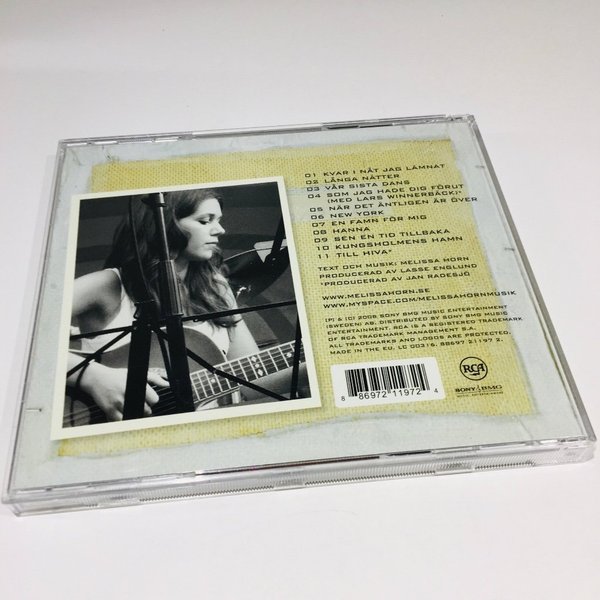 01 KVAR I NÅT JAG LÄMNAT
02 LÅNGA NÄTTER
03 VÅR SISTA DANS
04 SOM JAG HADE DIG FÖRUT
(MED LARS WINNERBÄCK)*
05 NÄR DET ÄNTLIGEN ÄR ÖVER
06 NEW YORK
07 EN FAMN FÖR MIG
08 HANNA
09 SEN EN TID TILLBAKA
10 KUNGSHOLMENS HAMN
11 TILL HIVA*
TEXT OCH MUSIK: MELISSA HORN
PRODUCERAD AV LASSE ENGLUND
*PRODUCERAD AV JAN RADESJÖ
WWW.MELISSAHORN.SE
WWW.MYSPACE.COM/MELISSAHORNMUSIK
(P) & (C) 2008 SONY BMG MUSIC ENTERTAINMENT
(SWEDEN) AB. DISTRIBUTED BY SONY BMG MUSIC
ENTERTAINMENT. RCA IS A REGISTERED TRADEMARK
OF RCA TRADEMARK MANAGEMENT S.A.
ALL TRADEMARKS AND LOGOS ARE PROTECTED.
MADE IN THE EU. LC 00316. 88697 21197 2.
8 86972 11972 4
RCA
SONY BMG
MUSIC ENTERTAINMENT